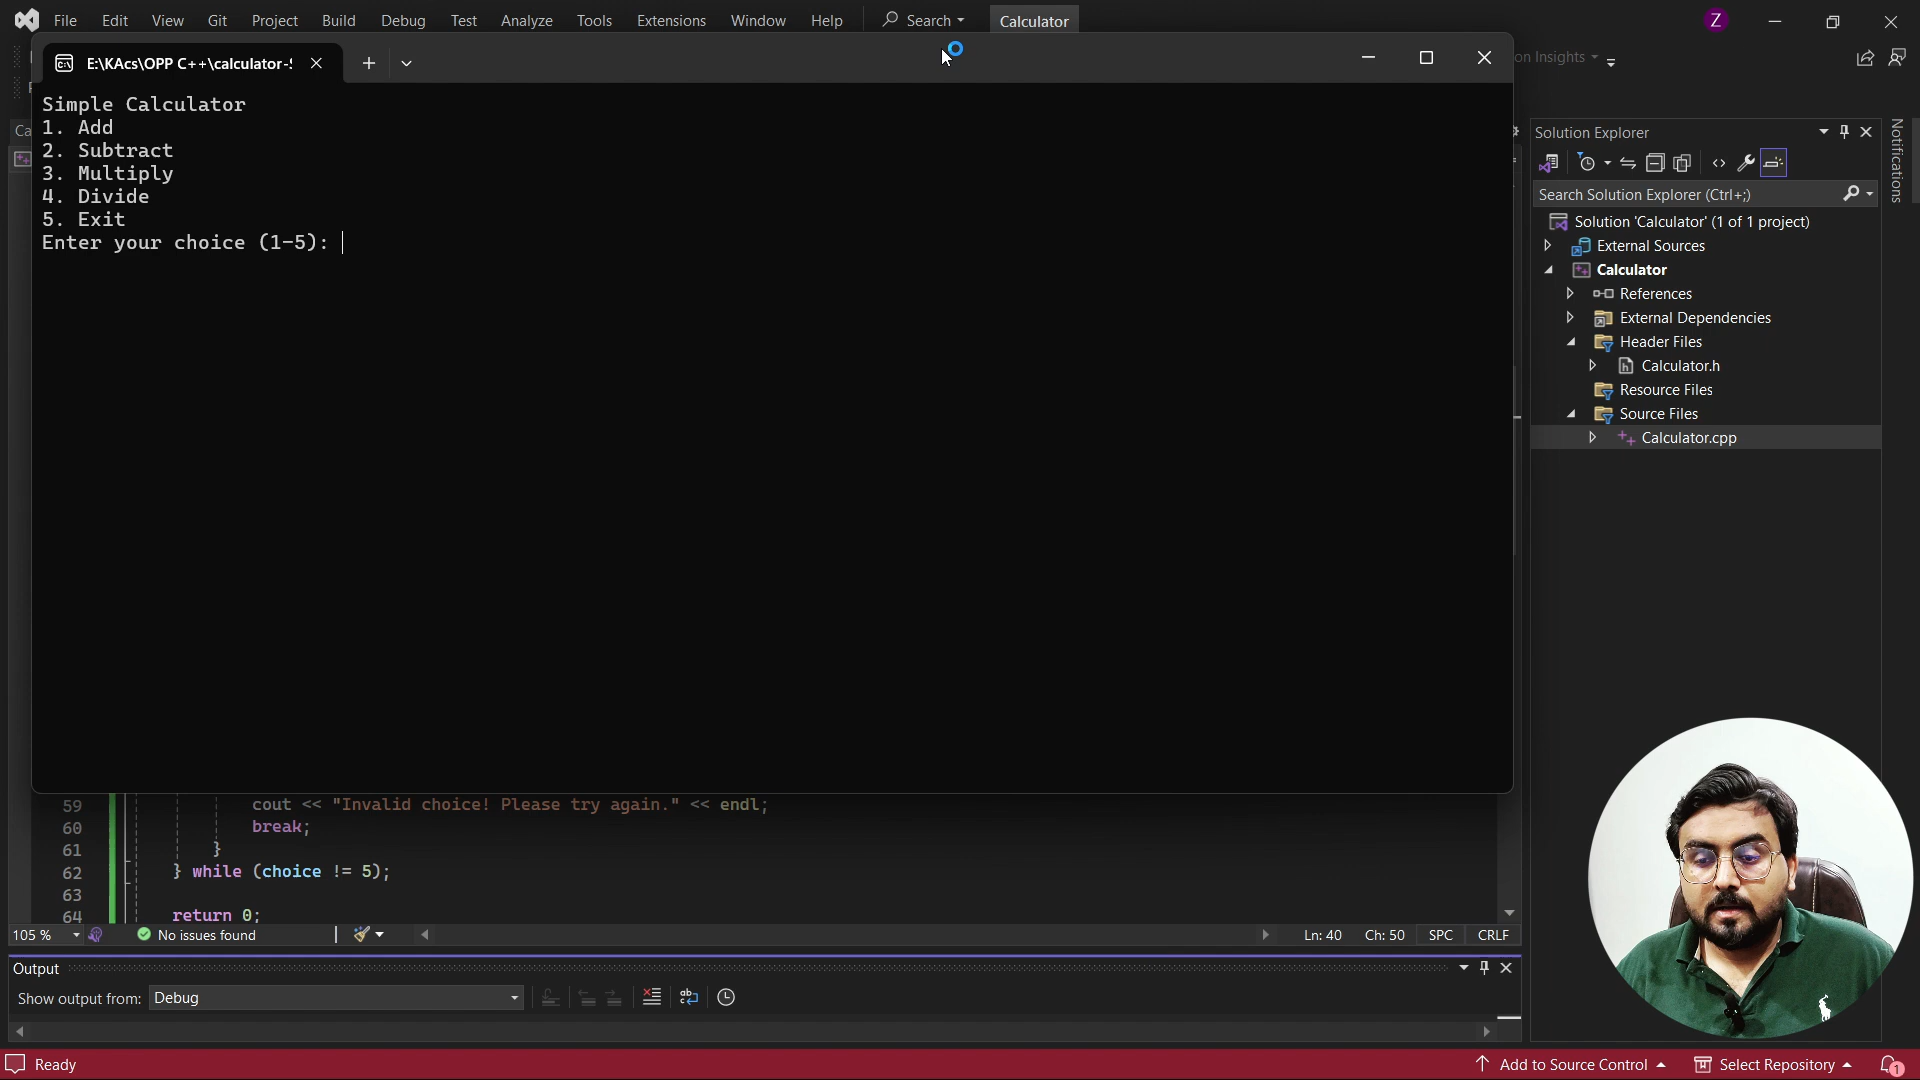 File Edit View Git Project Build Debug Test Analyze Tools Extensions Window Help Search Calculator Z
E:\KAcs\OPP C++\calculator-
on Insights
Simple Calculator
1. Add
2. Subtract
3. Multiply
4. Divide
5. Exit
Enter your choice (1-5):
Ca
Solution Explorer
Search Solution Explorer (Ctrl+;)
Solution 'Calculator' (1 of 1 project)
External Sources
Calculator
References
External Dependencies
Header Files
Calculator.h
Resource Files
Source Files
Calculator.cpp
Notifications
59 cout << "Invalid choice! Please try again." << endl;
60 break;
61 }
62 } while (choice != 5);
63
64 return 0;
105 % No issues found Ln: 40 Ch: 50 SPC CRLF
Output
Show output from: Debug
Ready Add to Source Control Select Repository 1